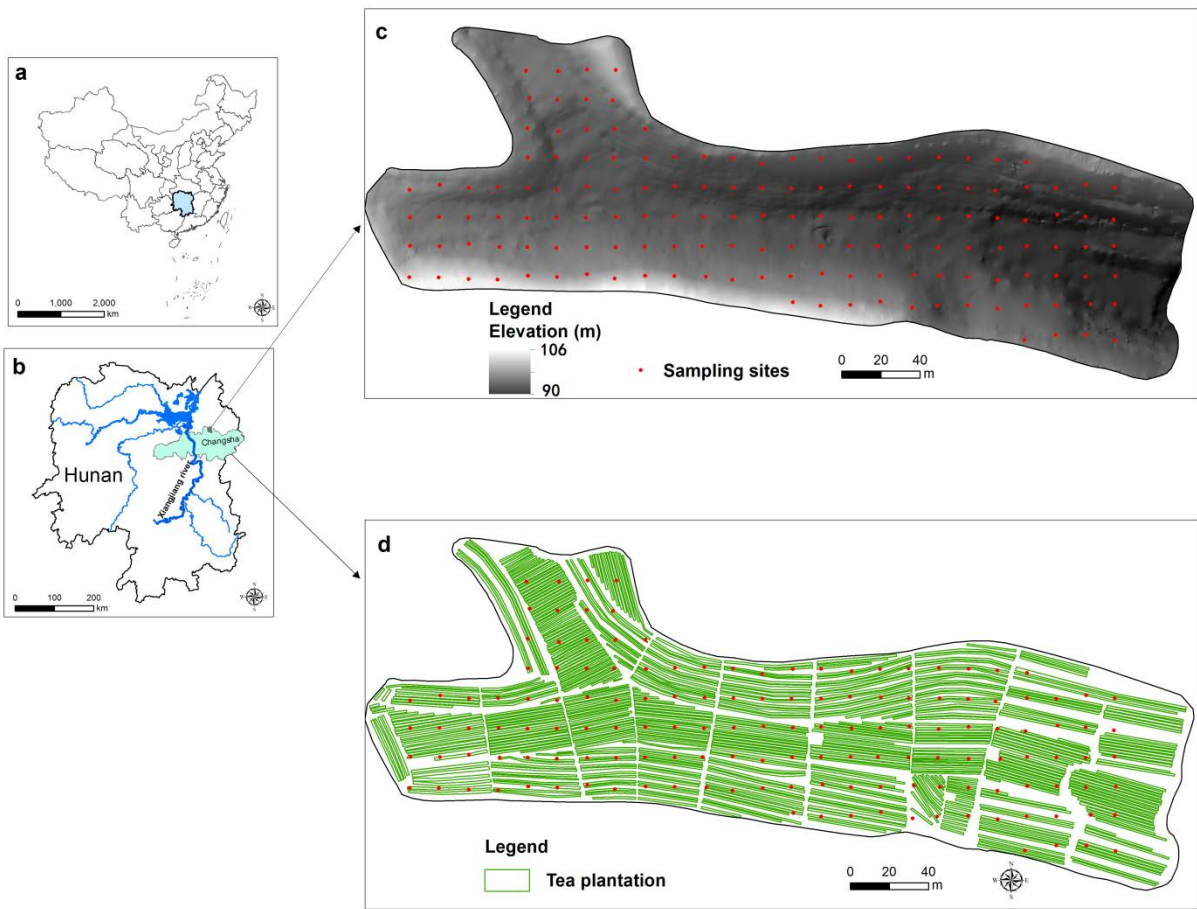 a
0 1,000 2,000
km
N
W E
S
b
Changsha
Hunan
Xiangjiang river
0 100 200
km
N
W E
S
c
Legend
Elevation (m)
106
90
Sampling sites
0 20 40
m
d
Legend
Tea plantation
0 20 40
m
N
W E
S